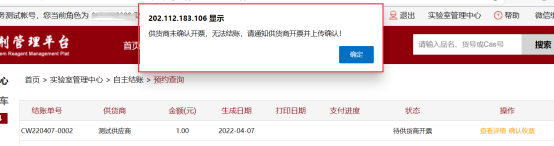 务测试帐号，您当前角色为
202.112.183.106 显示
供货商未确认开票，无法结账，请通知供货商开票并上传确认！
确定
退出 实验室管理中心 帮助 微信编
剂管理平台
em Reagent Management Plat
首页
请输入品名、货号或Cas号
搜索
首页 > 实验室管理中心 > 自主结账 > 预约查询
心
车
结账单号 供货商 金额(元) 生成日期 打印日期 支付进度 状态 操作
CW220407-0002 测试供应商 1.00 2022-04-07 待供货商开票 查看详情 确认收票